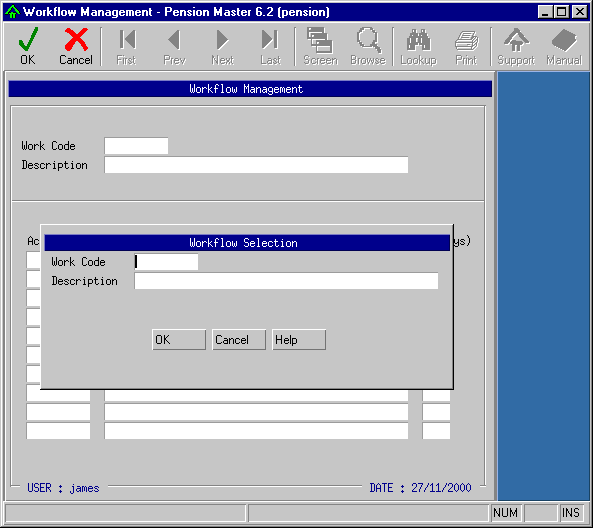 Workflow Management - Pension Master 6.2 (pension)
OK Cancel First Prev Next Last Screen Browse Lookup Print Support Manual
Workflow Management
Work Code
Description
Ac ys)
Workflow Selection
Work Code
Description
OK Cancel Help
USER : james DATE : 27/11/2000
NUM INS